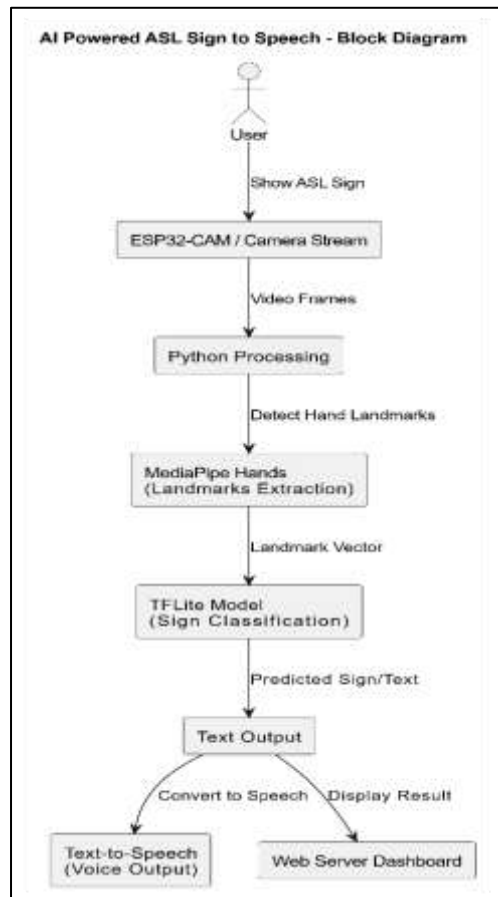 AI Powered ASL Sign to Speech - Block Diagram
User
Show ASL Sign
ESP32-CAM / Camera Stream
Video Frames
Python Processing
Detect Hand Landmarks
MediaPipe Hands
(Landmarks Extraction)
Landmark Vector
TFLite Model
(Sign Classification)
Predicted Sign/Text
Text Output
Convert to Speech
Display Result
Text-to-Speech
(Voice Output)
Web Server Dashboard